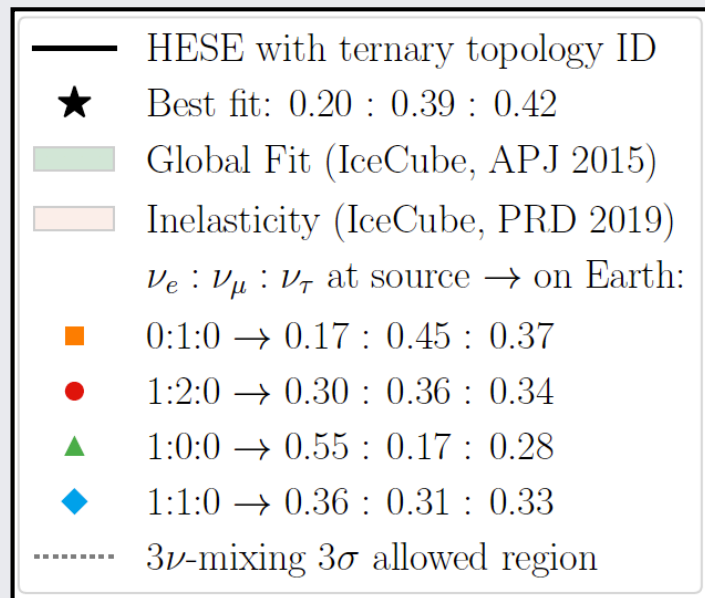 HESE with ternary topology ID
Best fit: 0.20 : 0.39 : 0.42
Global Fit (IceCube, APJ 2015)
Inelasticity (IceCube, PRD 2019)
νe : νμ : ντ at source → on Earth:
0:1:0 → 0.17 : 0.45 : 0.37
1:2:0 → 0.30 : 0.36 : 0.34
1:0:0 → 0.55 : 0.17 : 0.28
1:1:0 → 0.36 : 0.31 : 0.33
3ν-mixing 3σ allowed region